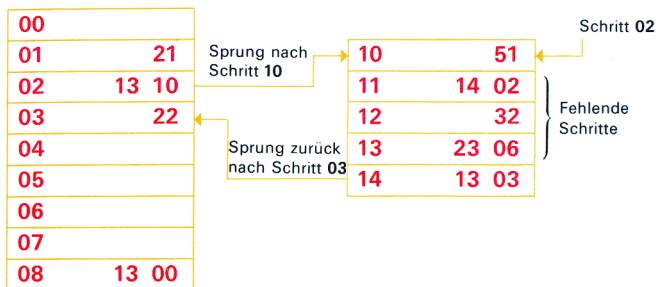 00
01 21
02 13 10
03 22
04
05
06
07
08 13 00
Sprung nach
Schritt 10
Sprung zurück
nach Schritt 03
Schritt 02
10 51
11 14 02
12 32
13 23 06
14 13 03
Fehlende
Schritte